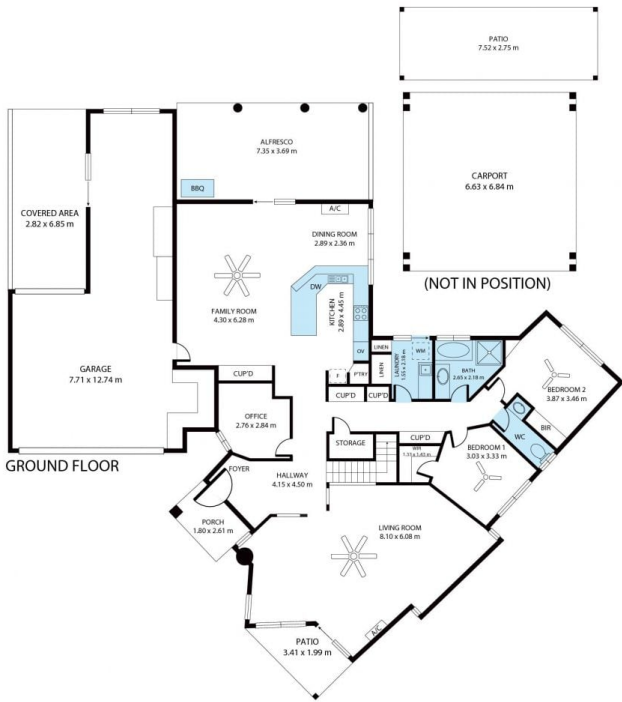 PATIO
7.52 x 2.75 m
ALFRESCO
7.35 x 3.69 m
BBQ
CARPORT
6.63 x 6.84 m
(NOT IN POSITION)
COVERED AREA
2.82 x 6.85 m
A/C
DINING ROOM
2.89 x 2.36 m
FAMILY ROOM
4.30 x 6.28 m
DW
KITCHEN
2.89 x 4.45 m
OV
F
P'TRY
LINEN
LINEN
LAUNDRY
1.55 x 2.18 m
WM
BATH
2.65 x 2.18 m
BEDROOM 2
3.87 x 3.46 m
BIR
WC
GARAGE
7.71 x 12.74 m
CUP'D
OFFICE
2.76 x 2.84 m
CUP'D
CUP'D
STORAGE
CUP'D
BEDROOM 1
3.03 x 3.33 m
GROUND FLOOR
FOYER
HALLWAY
4.15 x 4.50 m
PORCH
1.80 x 2.61 m
LIVING ROOM
8.10 x 6.08 m
A/C
PATIO
3.41 x 1.99 m